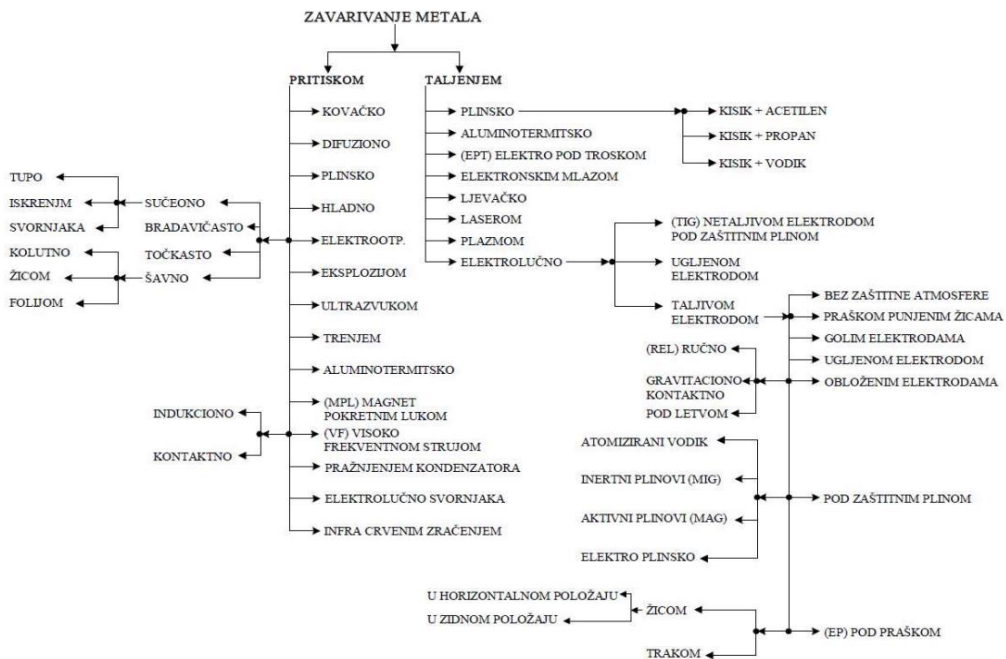 ZAVARIVANJE METALA
PRITISKOM
KOVAČKO
DIFUZIONO
PLINSKO
HLADNO
ELEKTROOTP.
EKSPLOZIJOM
ULTRAZVUKOM
TRENJEM
ALUMINOTERMITSKO
(MPL) MAGNET
POKRETNIM LUKOM
(VF) VISOKO
FREKVENTNOM STRUJOM
PRAŽNJENJEM KONDENZATORA
ELEKTROLUČNO SVORNJAKA
INFRA CRVENIM ZRAČENJEM
SUČEONO
BRADAVIČASTO
TOČKASTO
ŠAVNO
TUPO
ISKRENJM
SVORNJAKA
KOLUTNO
ŽICOM
FOLIJOM
INDUKCIONO
KONTAKTNO
TALJENJEM
PLINSKO
ALUMINOTERMITSKO
(EPT) ELEKTRO POD TROSKOM
ELEKTRONSKIM MLAZOM
LJEVAČKO
LASEROM
PLAZMOM
ELEKTROLUČNO
KISIK + ACETILEN
KISIK + PROPAN
KISIK + VODIK
(TIG) NETALJIVOM ELEKTRODOM
POD ZAŠTITNIM PLINOM
UGLJENOM
ELEKTRODOM
TALJIVOM
ELEKTRODOM
BEZ ZAŠTITNE ATMOSFERE
PRAŠKOM PUNJENIM ŽICAMA
GOLIM ELEKTRODAMA
UGLJENOM ELEKTRODOM
OBLOŽENIM ELEKTRODAMA
(REL) RUČNO
GRAVITACIONO
KONTAKTNO
POD LETVOM
POD ZAŠTITNIM PLINOM
ATOMIZIRANI VODIK
INERTNI PLINOVI (MIG)
AKTIVNI PLINOVI (MAG)
ELEKTRO PLINSKO
(EP) POD PRAŠKOM
ŽICOM
TRAKOM
U HORIZONTALNOM POLOŽAJU
U ZIDNOM POLOŽAJU